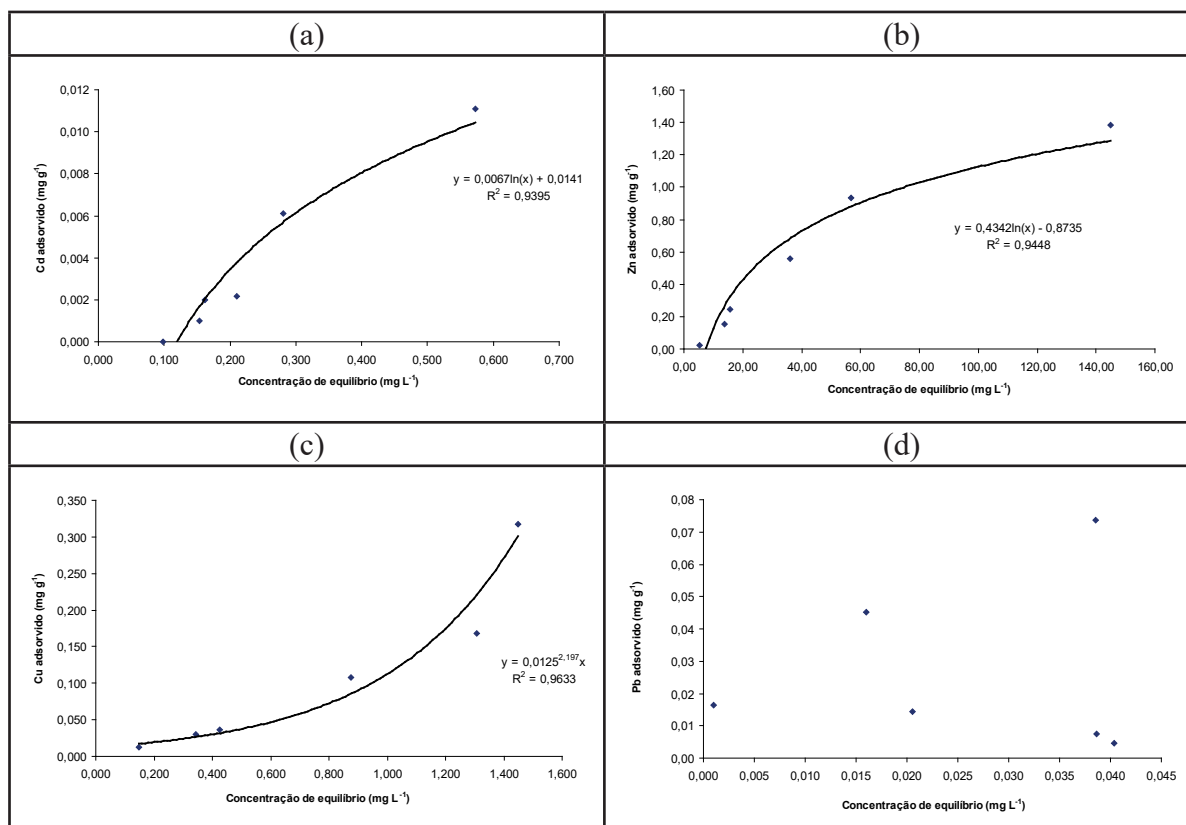 (a)
(b)
0,012
0,010
0,008
0,006
0,004
0,002
0,000
Cd adsorvido (mg g⁻¹)
y = 0,0067ln(x) + 0,0141
R² = 0,9395
0,000 0,100 0,200 0,300 0,400 0,500 0,600 0,700
Concentração de equilíbrio (mg L⁻¹)
1,60
1,40
1,20
1,00
0,80
0,60
0,40
0,20
0,00
Zn adsorvido (mg g⁻¹)
y = 0,4342ln(x) - 0,8735
R² = 0,9448
0,00 20,00 40,00 60,00 80,00 100,00 120,00 140,00 160,00
Concentração de equilíbrio (mg L⁻¹)
(c)
(d)
0,350
0,300
0,250
0,200
0,150
0,100
0,050
0,000
Cu adsorvido (mg g⁻¹)
y = 0,0125²,¹⁹⁷x
R² = 0,9633
0,000 0,200 0,400 0,600 0,800 1,000 1,200 1,400 1,600
Concentração de equilíbrio (mg L⁻¹)
0,08
0,07
0,06
0,05
0,04
0,03
0,02
0,01
0,00
Pb adsorvido (mg g⁻¹)
0,000 0,005 0,010 0,015 0,020 0,025 0,030 0,035 0,040 0,045
Concentração de equilíbrio (mg L⁻¹)